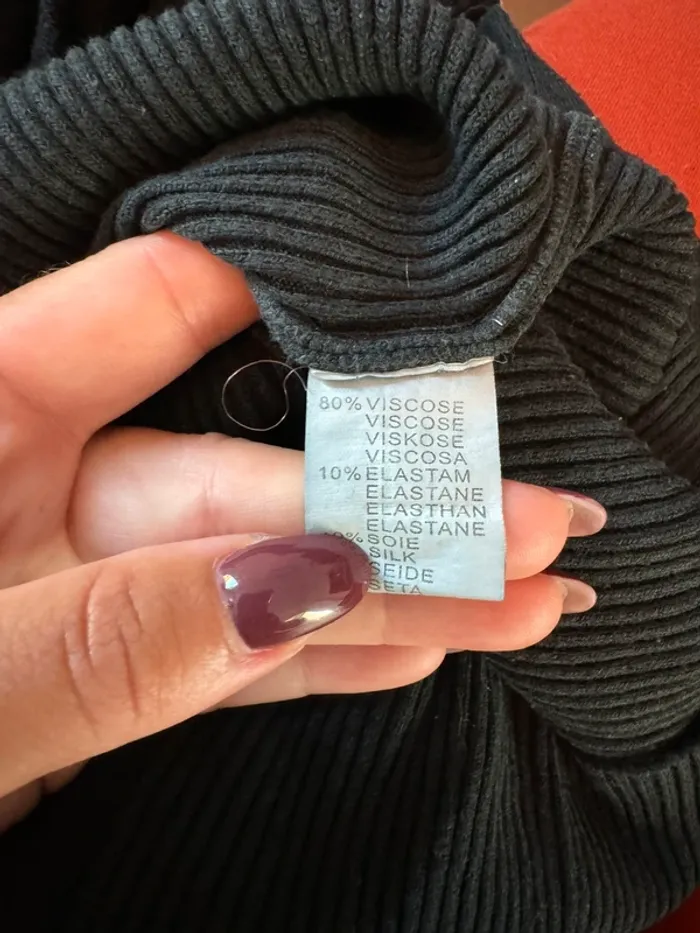 80% VISCOSE
VISCOSE
VISKOSE
VISCOSA
10% ELASTAM
ELASTANE
ELASTHAN
ELASTANE
SOIE
SILK
SEIDE
SETA